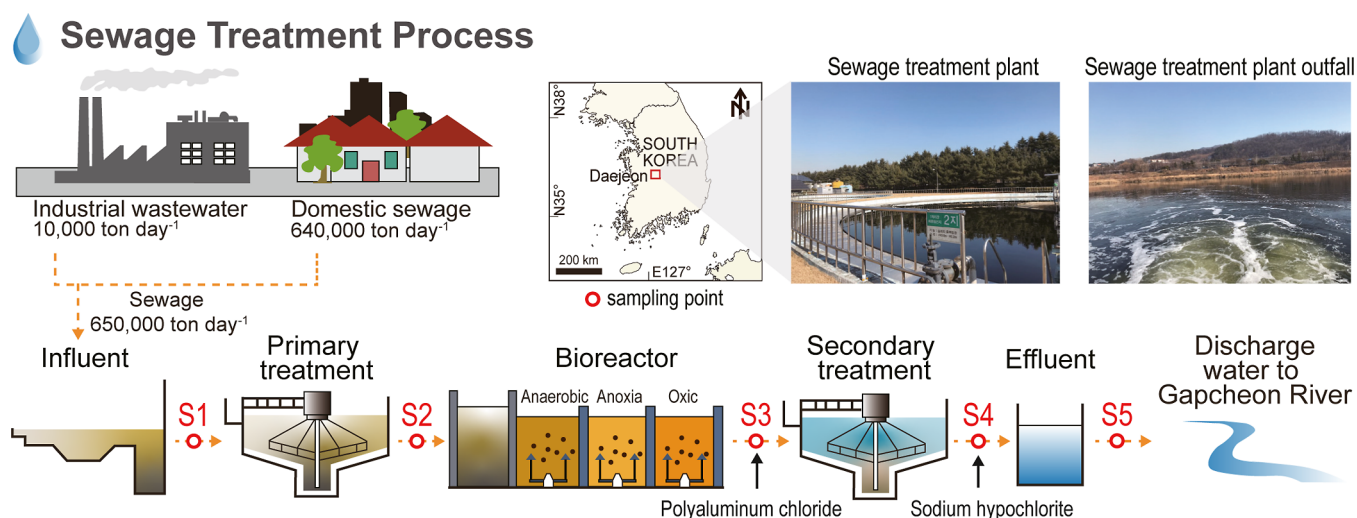 Sewage Treatment Process
Industrial wastewater
10,000 ton day-1
Domestic sewage
640,000 ton day-1
Sewage
650,000 ton day-1
N38°
N35°
SOUTH
KOREA
Daejeon
200 km
E127°
N
sampling point
Sewage treatment plant
2지
Sewage treatment plant outfall
Influent
S1
Primary
treatment
S2
Bioreactor
Anaerobic
Anoxia
Oxic
S3
Polyaluminum chloride
Secondary
treatment
S4
Sodium hypochlorite
Effluent
S5
Discharge
water to
Gapcheon River